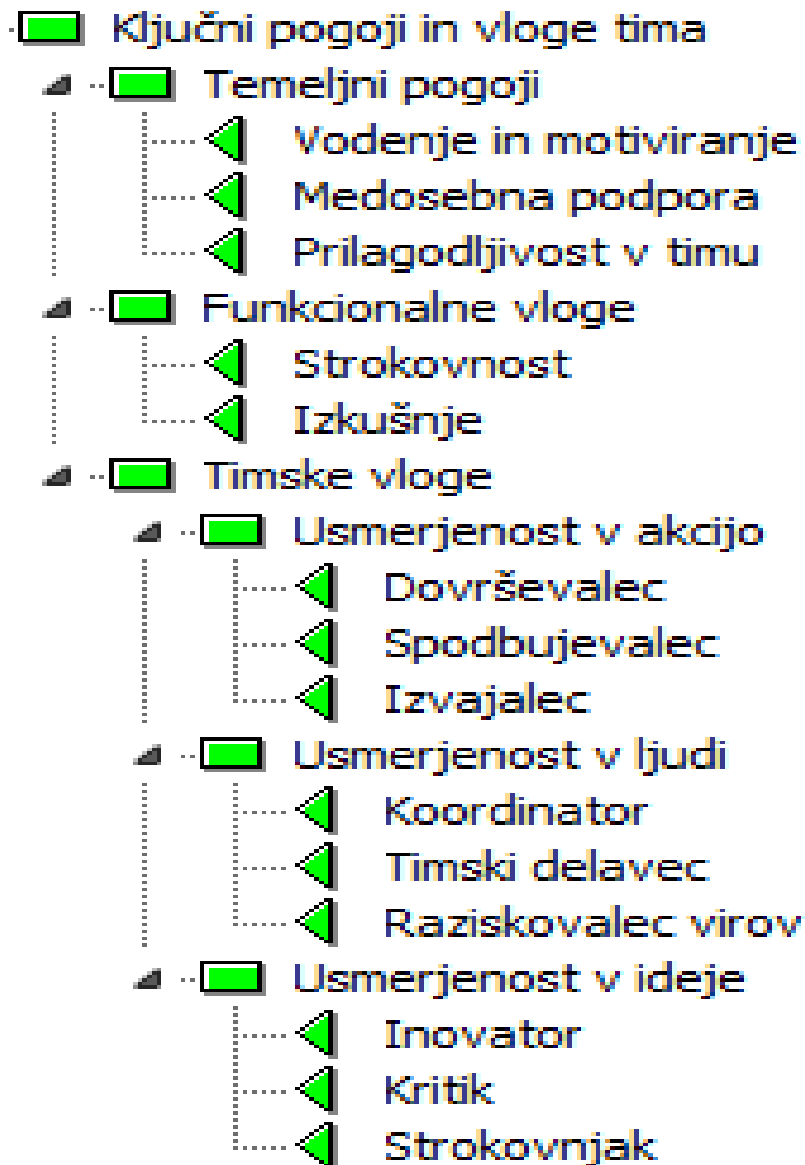 Ključni pogoji in vloge tima
Temeljni pogoji
Vodenje in motiviranje
Medosebna podpora
Prilagodljivost v timu
Funkcionalne vloge
Strokovnost
Izkušnje
Timske vloge
Usmerjenost v akcijo
Dovrševalec
Spodbujevalec
Izvajalec
Usmerjenost v ljudi
Koordinator
Timski delavec
Raziskovalec virov
Usmerjenost v ideje
Inovator
Kritik
Strokovnjak